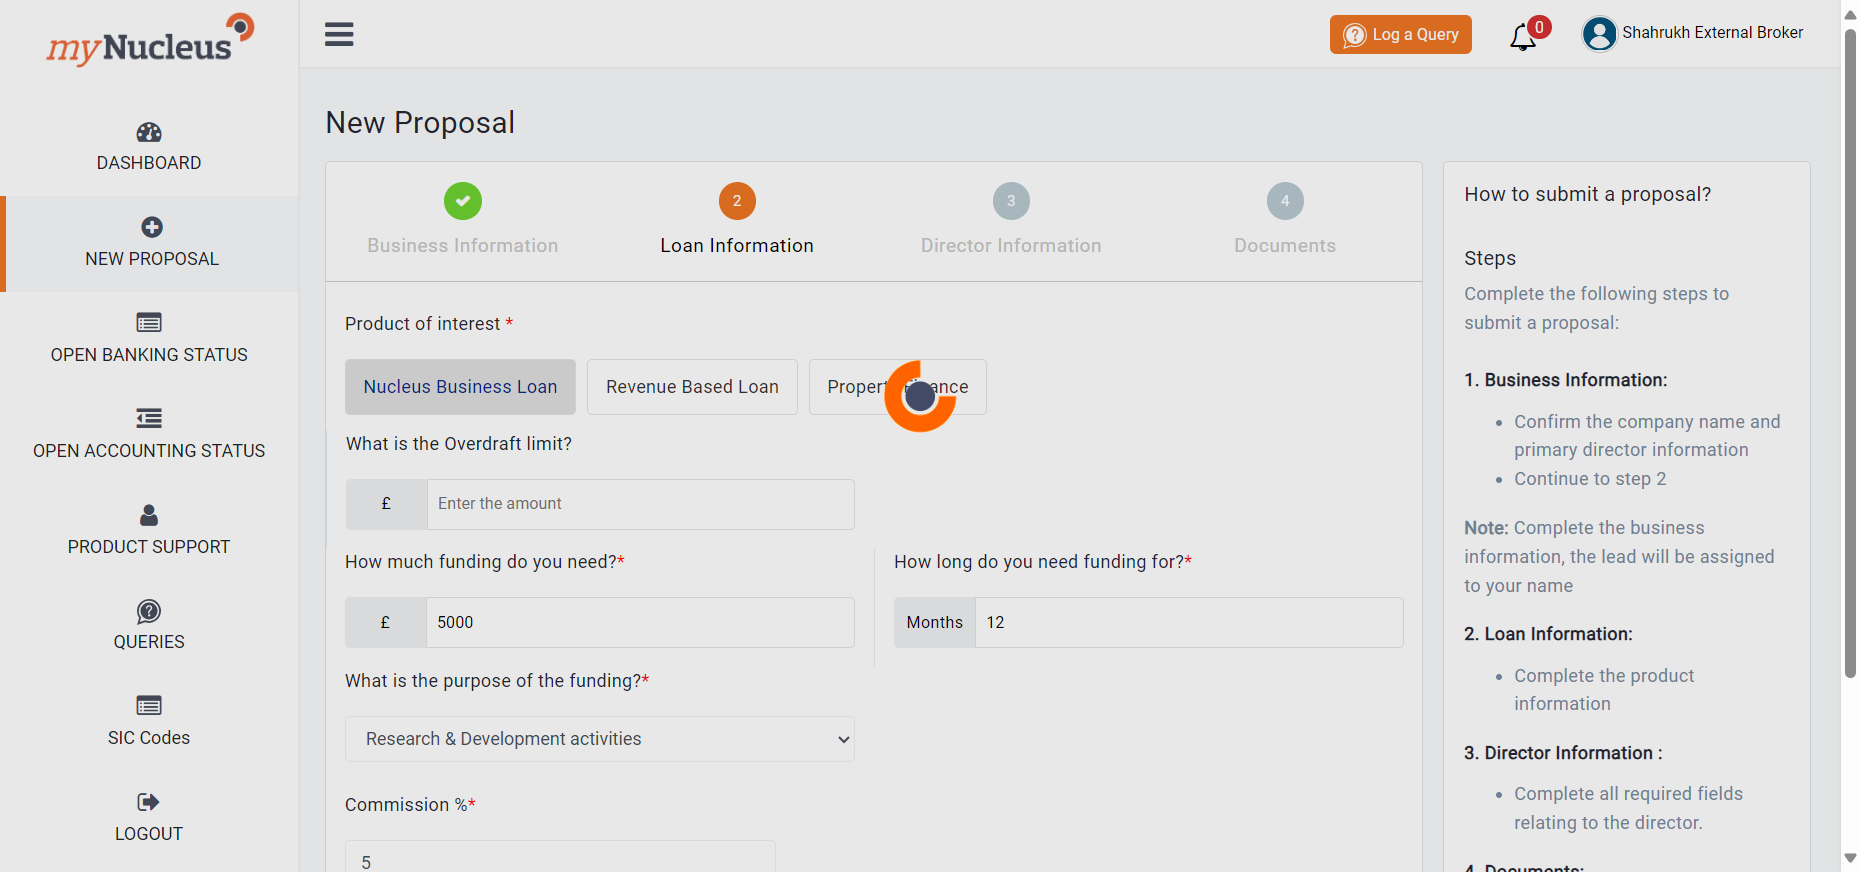 myNucleus
DASHBOARD
NEW PROPOSAL
OPEN BANKING STATUS
OPEN ACCOUNTING STATUS
PRODUCT SUPPORT
QUERIES
SIC Codes
LOGOUT
Log a Query
0
Shahrukh External Broker
New Proposal
2
3
4
Business Information
Loan Information
Director Information
Documents
Product of interest *
Nucleus Business Loan
Revenue Based Loan
What is the Overdraft limit?
£
Enter the amount
How much funding do you need?*
£
5000
How long do you need funding for?*
Months
12
What is the purpose of the funding?*
Research & Development activities
Commission %*
5
How to submit a proposal?
Steps
Complete the following steps to
submit a proposal:
1. Business Information:
• Confirm the company name and
primary director information
• Continue to step 2
Note: Complete the business
information, the lead will be assigned
to your name
2. Loan Information:
• Complete the product
information
3. Director Information :
• Complete all required fields
relating to the director.
4. Documents: